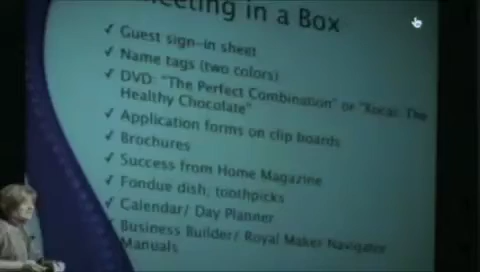 Meeting in a Box
✓ Guest sign-in sheet
✓ Name tags (two colors)
✓ DVD: "The Perfect Combination" or "Xocai: The
Healthy Chocolate"
✓ Application forms on clip boards
✓ Brochures
✓ Success from Home Magazine
✓ Fondue dish, toothpicks
✓ Calendar/ Day Planner
✓ Business Builder/ Royal Maker Navigator
Manuals